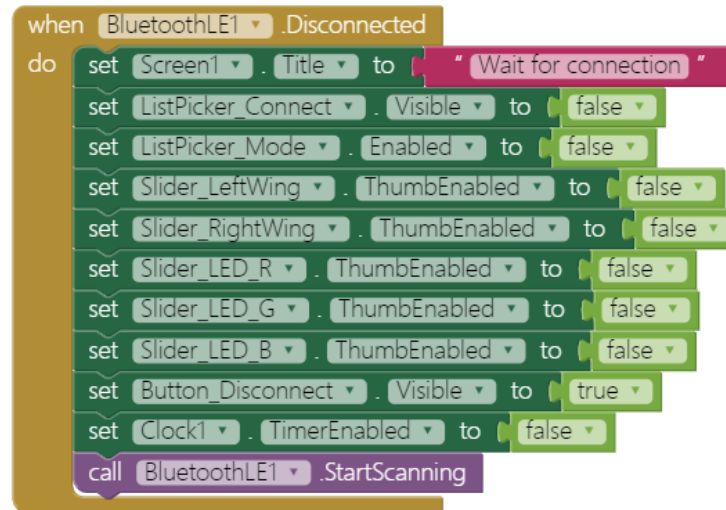 when BluetoothLE1 .Disconnected
do set Screen1 . Title to " Wait for connection "
set ListPicker_Connect . Visible to false
set ListPicker_Mode . Enabled to false
set Slider_LeftWing . ThumbEnabled to false
set Slider_RightWing . ThumbEnabled to false
set Slider_LED_R . ThumbEnabled to false
set Slider_LED_G . ThumbEnabled to false
set Slider_LED_B . ThumbEnabled to false
set Button_Disconnect . Visible to true
set Clock1 . TimerEnabled to false
call BluetoothLE1 .StartScanning